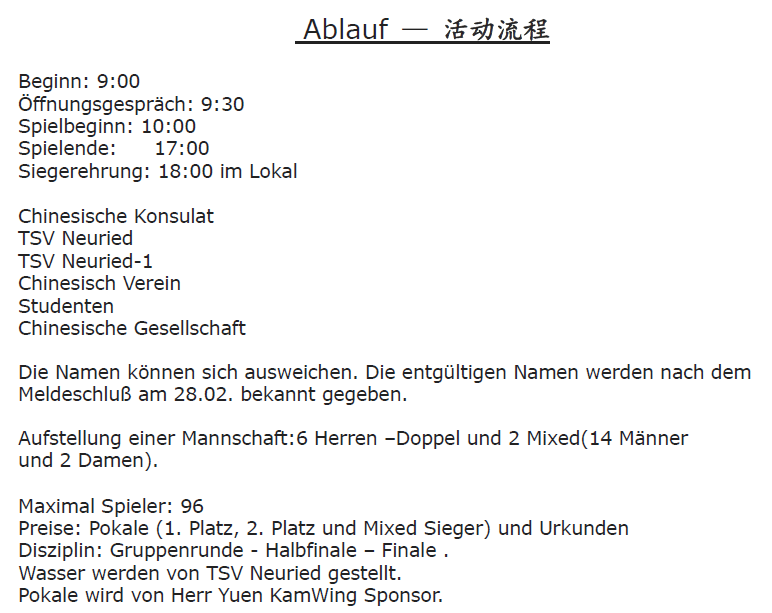 Ablauf — 活动流程
Beginn: 9:00
Öffnungsgespräch: 9:30
Spielbeginn: 10:00
Spielende: 17:00
Siegerehrung: 18:00 im Lokal
Chinesische Konsulat
TSV Neuried
TSV Neuried-1
Chinesisch Verein
Studenten
Chinesische Gesellschaft
Die Namen können sich ausweichen. Die entgültigen Namen werden nach dem
Meldeschluß am 28.02. bekannt gegeben.
Aufstellung einer Mannschaft:6 Herren –Doppel und 2 Mixed(14 Männer
und 2 Damen).
Maximal Spieler: 96
Preise: Pokale (1. Platz, 2. Platz und Mixed Sieger) und Urkunden
Disziplin: Gruppenrunde - Halbfinale – Finale .
Wasser werden von TSV Neuried gestellt.
Pokale wird von Herr Yuen KamWing Sponsor.